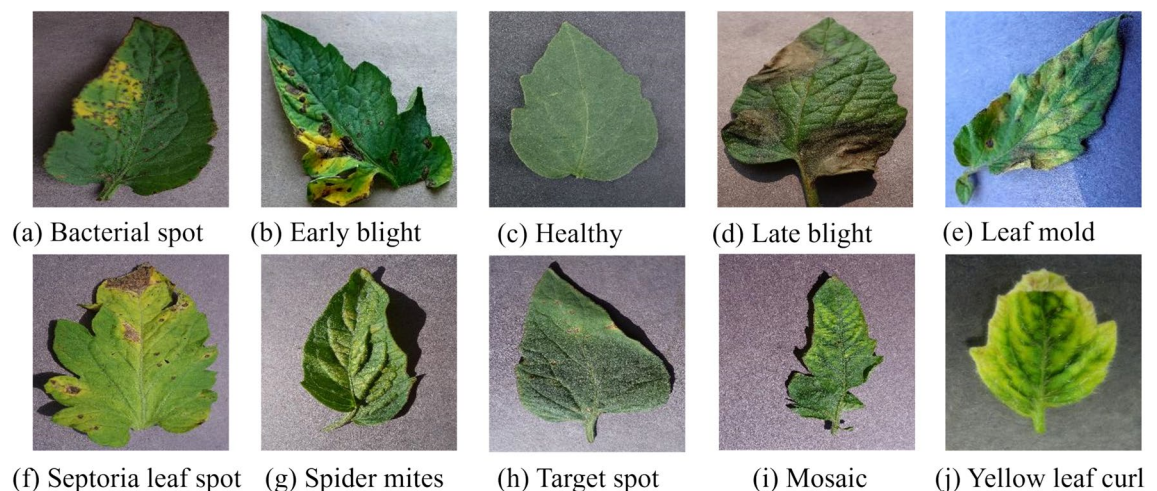 (a) Bacterial spot
(b) Early blight
(c) Healthy
(d) Late blight
(e) Leaf mold
(f) Septoria leaf spot
(g) Spider mites
(h) Target spot
(i) Mosaic
(j) Yellow leaf curl